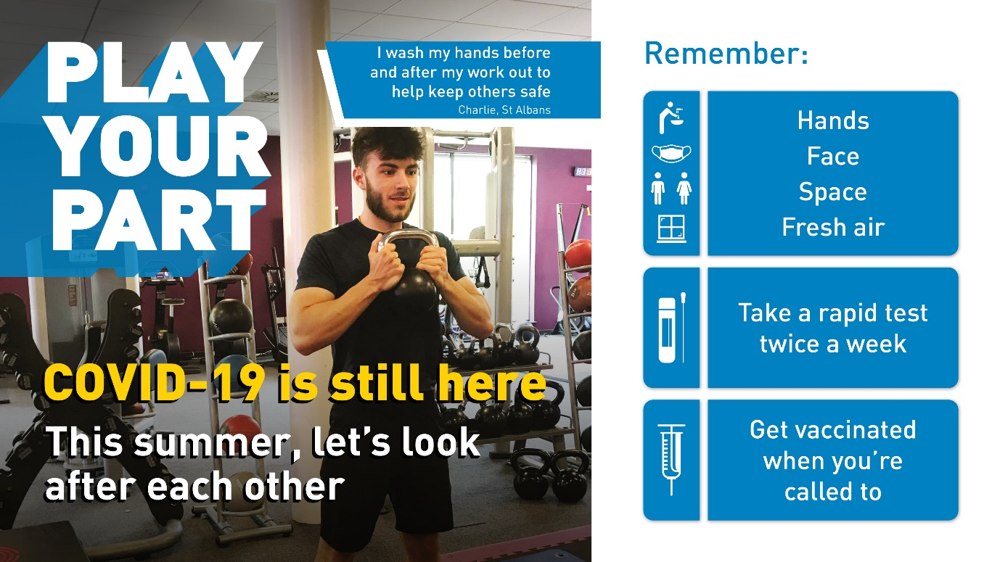 PLAY
YOUR
PART
I wash my hands before
and after my work out to
help keep others safe
Charlie, St Albans
COVID-19 is still here
This summer, let's look
after each other
Remember:
Hands
Face
Space
Fresh air
Take a rapid test
twice a week
Get vaccinated
when you're
called to